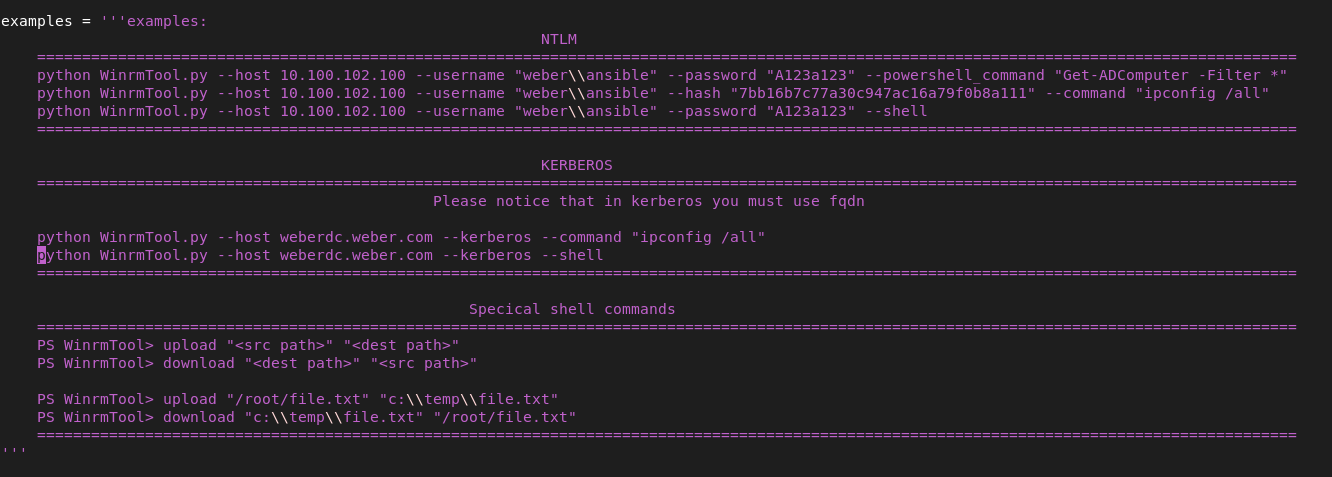 examples = '''examples:
NTLM
============================================================================================================================================
python WinrmTool.py --host 10.100.102.100 --username "weber\\ansible" --password "A123a123" --powershell_command "Get-ADComputer -Filter *"
python WinrmTool.py --host 10.100.102.100 --username "weber\\ansible" --hash "7bb16b7c77a30c947ac16a79f0b8a111" --command "ipconfig /all"
python WinrmTool.py --host 10.100.102.100 --username "weber\\ansible" --password "A123a123" --shell
============================================================================================================================================
KERBEROS
============================================================================================================================================
Please notice that in kerberos you must use fqdn
python WinrmTool.py --host weberdc.weber.com --kerberos --command "ipconfig /all"
python WinrmTool.py --host weberdc.weber.com --kerberos --shell
============================================================================================================================================
Specical shell commands
============================================================================================================================================
PS WinrmTool> upload "<src path>" "<dest path>"
PS WinrmTool> download "<dest path>" "<src path>"
PS WinrmTool> upload "/root/file.txt" "c:\\temp\\file.txt"
PS WinrmTool> download "c:\\temp\\file.txt" "/root/file.txt"
============================================================================================================================================
'''